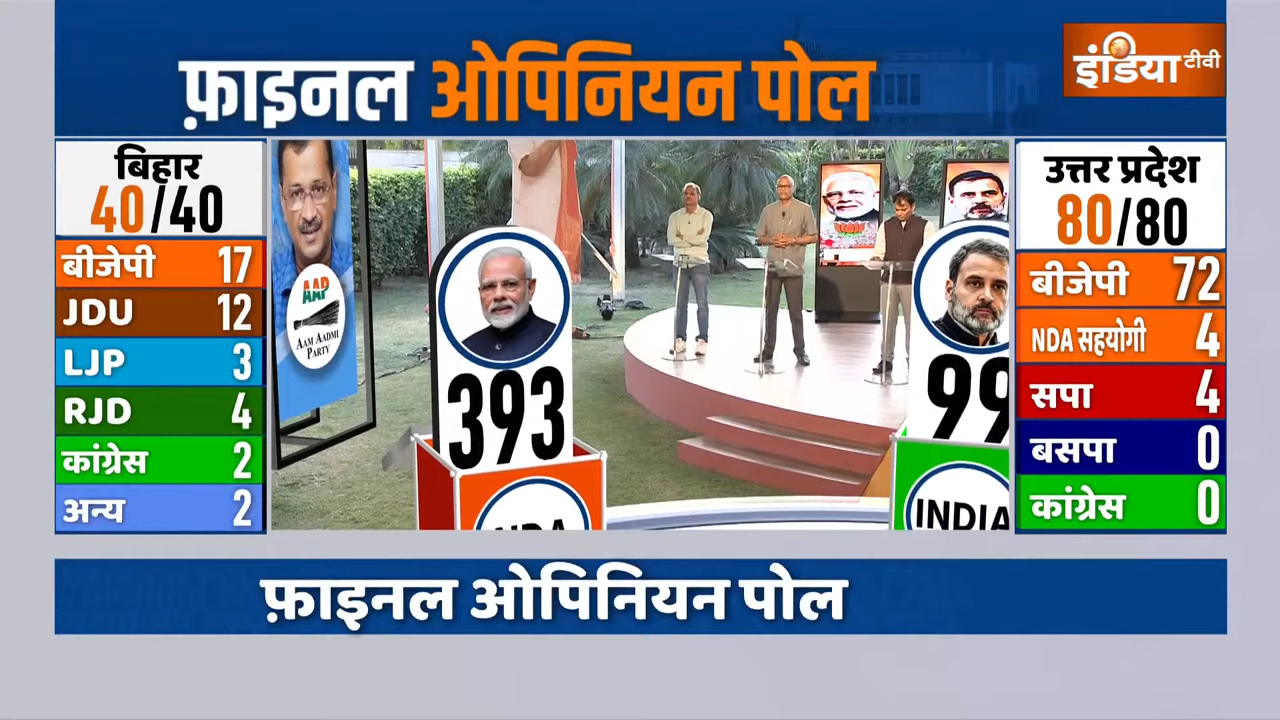 फ़ाइनल ओपिनियन पोल
इंडिया टीवी
बिहार
40/40
बीजेपी 17
JDU 12
LJP 3
RJD 4
कांग्रेस 2
अन्य 2
AAP
AAM AADMI
PARTY
393
NDA
99
INDIA
उत्तर प्रदेश
80/80
बीजेपी 72
NDA सहयोगी 4
सपा 4
बसपा 0
कांग्रेस 0
फ़ाइनल ओपिनियन पोल